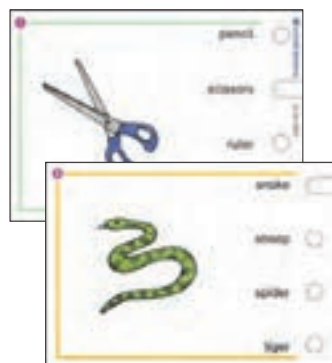 pencil
scissors
ruler
snake
sheep
spider
tiger